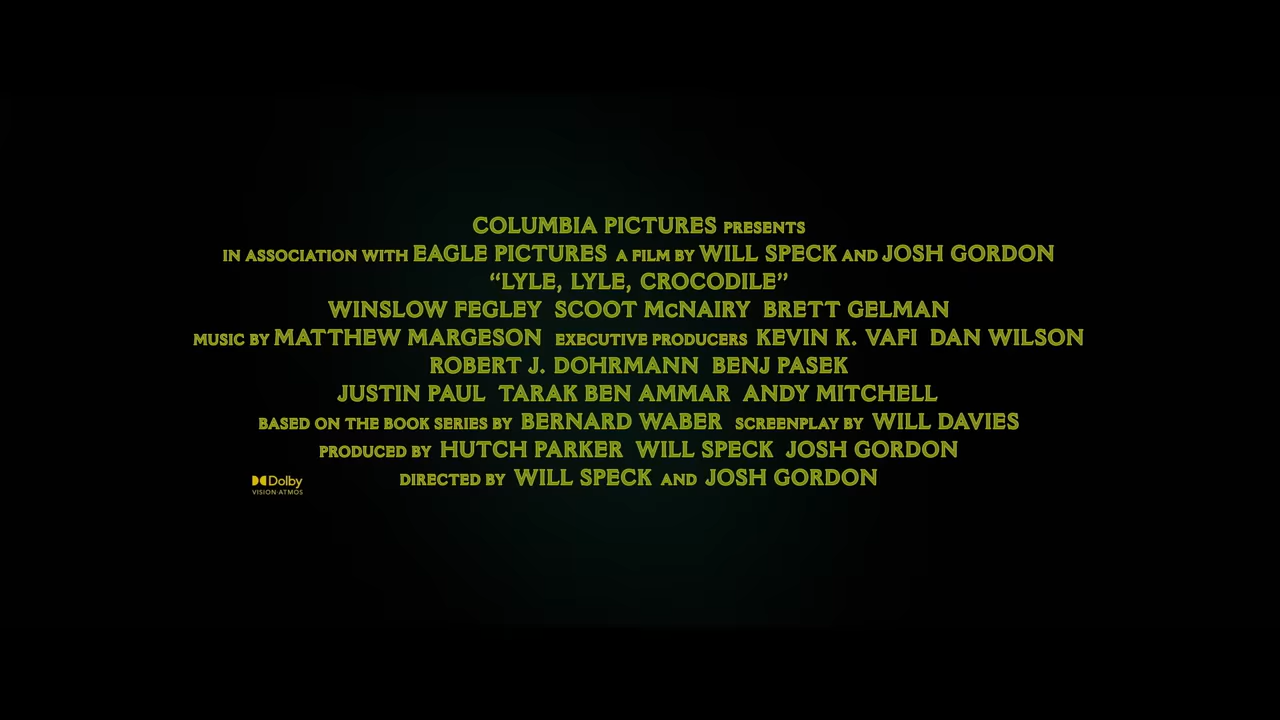 COLUMBIA PICTURES PRESENTS
IN ASSOCIATION WITH EAGLE PICTURES A FILM BY WILL SPECK AND JOSH GORDON
“LYLE, LYLE, CROCODILE”
WINSLOW FEGLEY SCOOT McNAIRY BRETT GELMAN
MUSIC BY MATTHEW MARGESON EXECUTIVE PRODUCERS KEVIN K. VAFI DAN WILSON
ROBERT J. DOHRMANN BENJ PASEK
JUSTIN PAUL TARAK BEN AMMAR ANDY MITCHELL
BASED ON THE BOOK SERIES BY BERNARD WABER SCREENPLAY BY WILL DAVIES
PRODUCED BY HUTCH PARKER WILL SPECK JOSH GORDON
DIRECTED BY WILL SPECK AND JOSH GORDON
Dolby
VISION·ATMOS